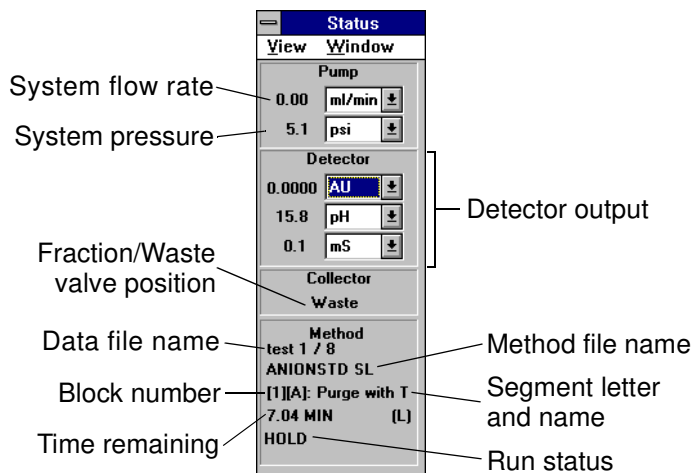 Status
View Window
Pump
System flow rate
0.00 ml/min
System pressure
5.1 psi
Detector
0.0000 AU
15.8 pH
0.1 mS
Detector output
Fraction/Waste
valve position
Collector
Waste
Method
Data file name
test 1 / 8
Method file name
ANIONSTD SL
Block number
[1][A]: Purge with T
Segment letter
and name
Time remaining
7.04 MIN (L)
HOLD
Run status